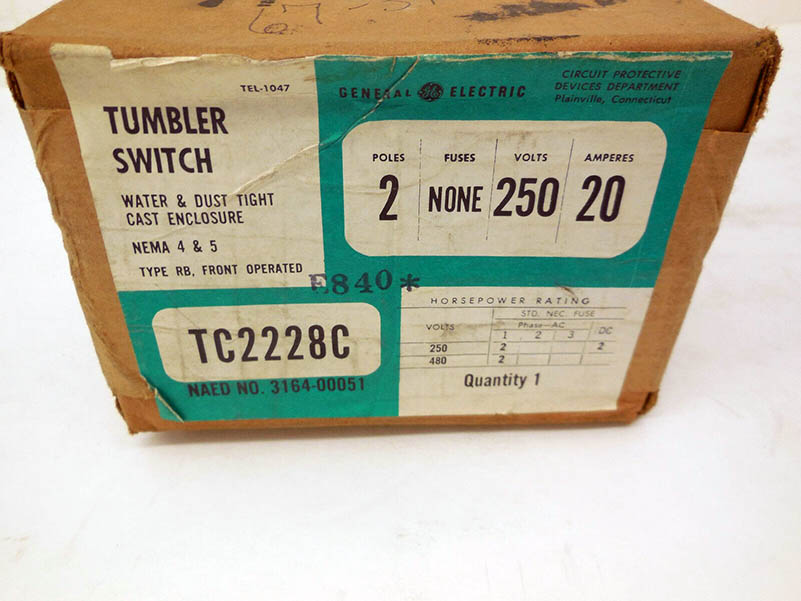 67-
TEL-1047
TUMBLER
SWITCH
WATER & DUST TIGHT
CAST ENCLOSURE
NEMA 4 & 5
TYPE RB, FRONT OPERATED
GENERAL GE ELECTRIC
CIRCUIT PROTECTIVE
DEVICES DEPARTMENT
Plainville, Connecticut
POLES FUSES VOLTS AMPERES
2 NONE 250 20
E840*
TC2228C
NAED NO. 3164-00051
HORSEPOWER RATING
STD. NEC. FUSE
VOLTS Phase—AC DC
1 2 3
250 2 2
480 2
Quantity 1